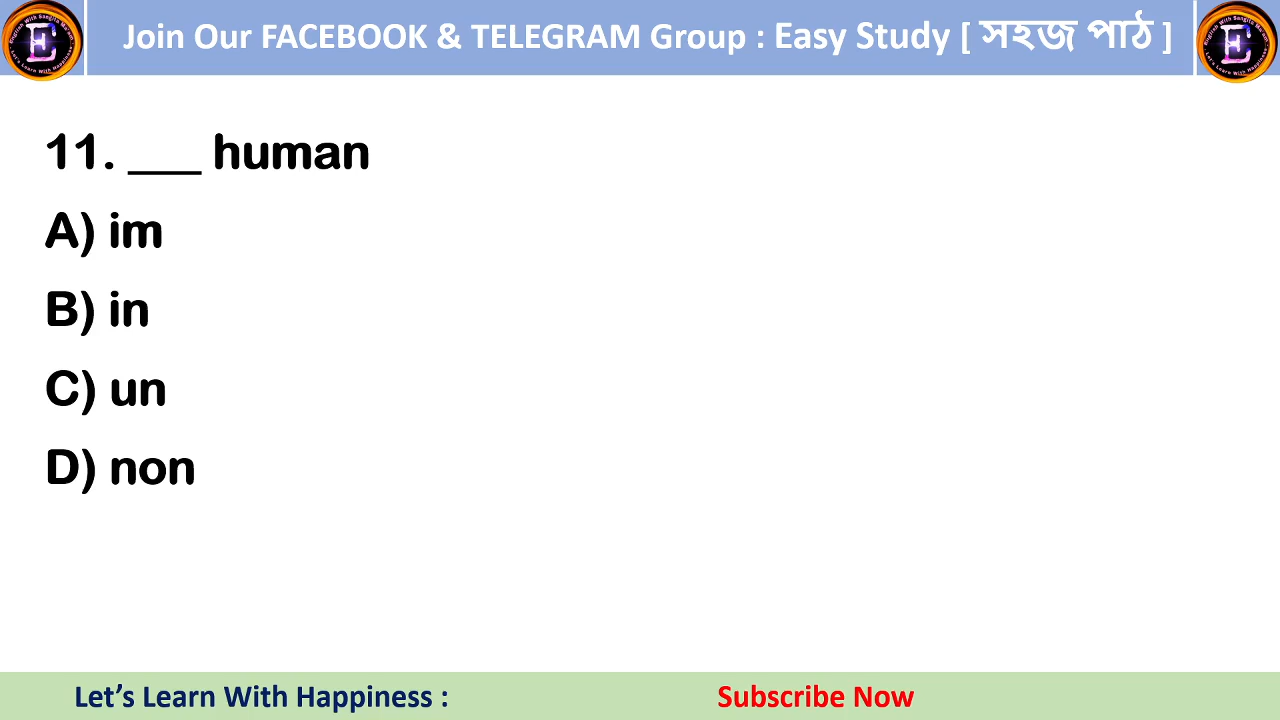 Join Our FACEBOOK & TELEGRAM Group : Easy Study [ সহজ পাঠ ]
11. ___ human
A) im
B) in
C) un
D) non
Let’s Learn With Happiness :
Subscribe Now